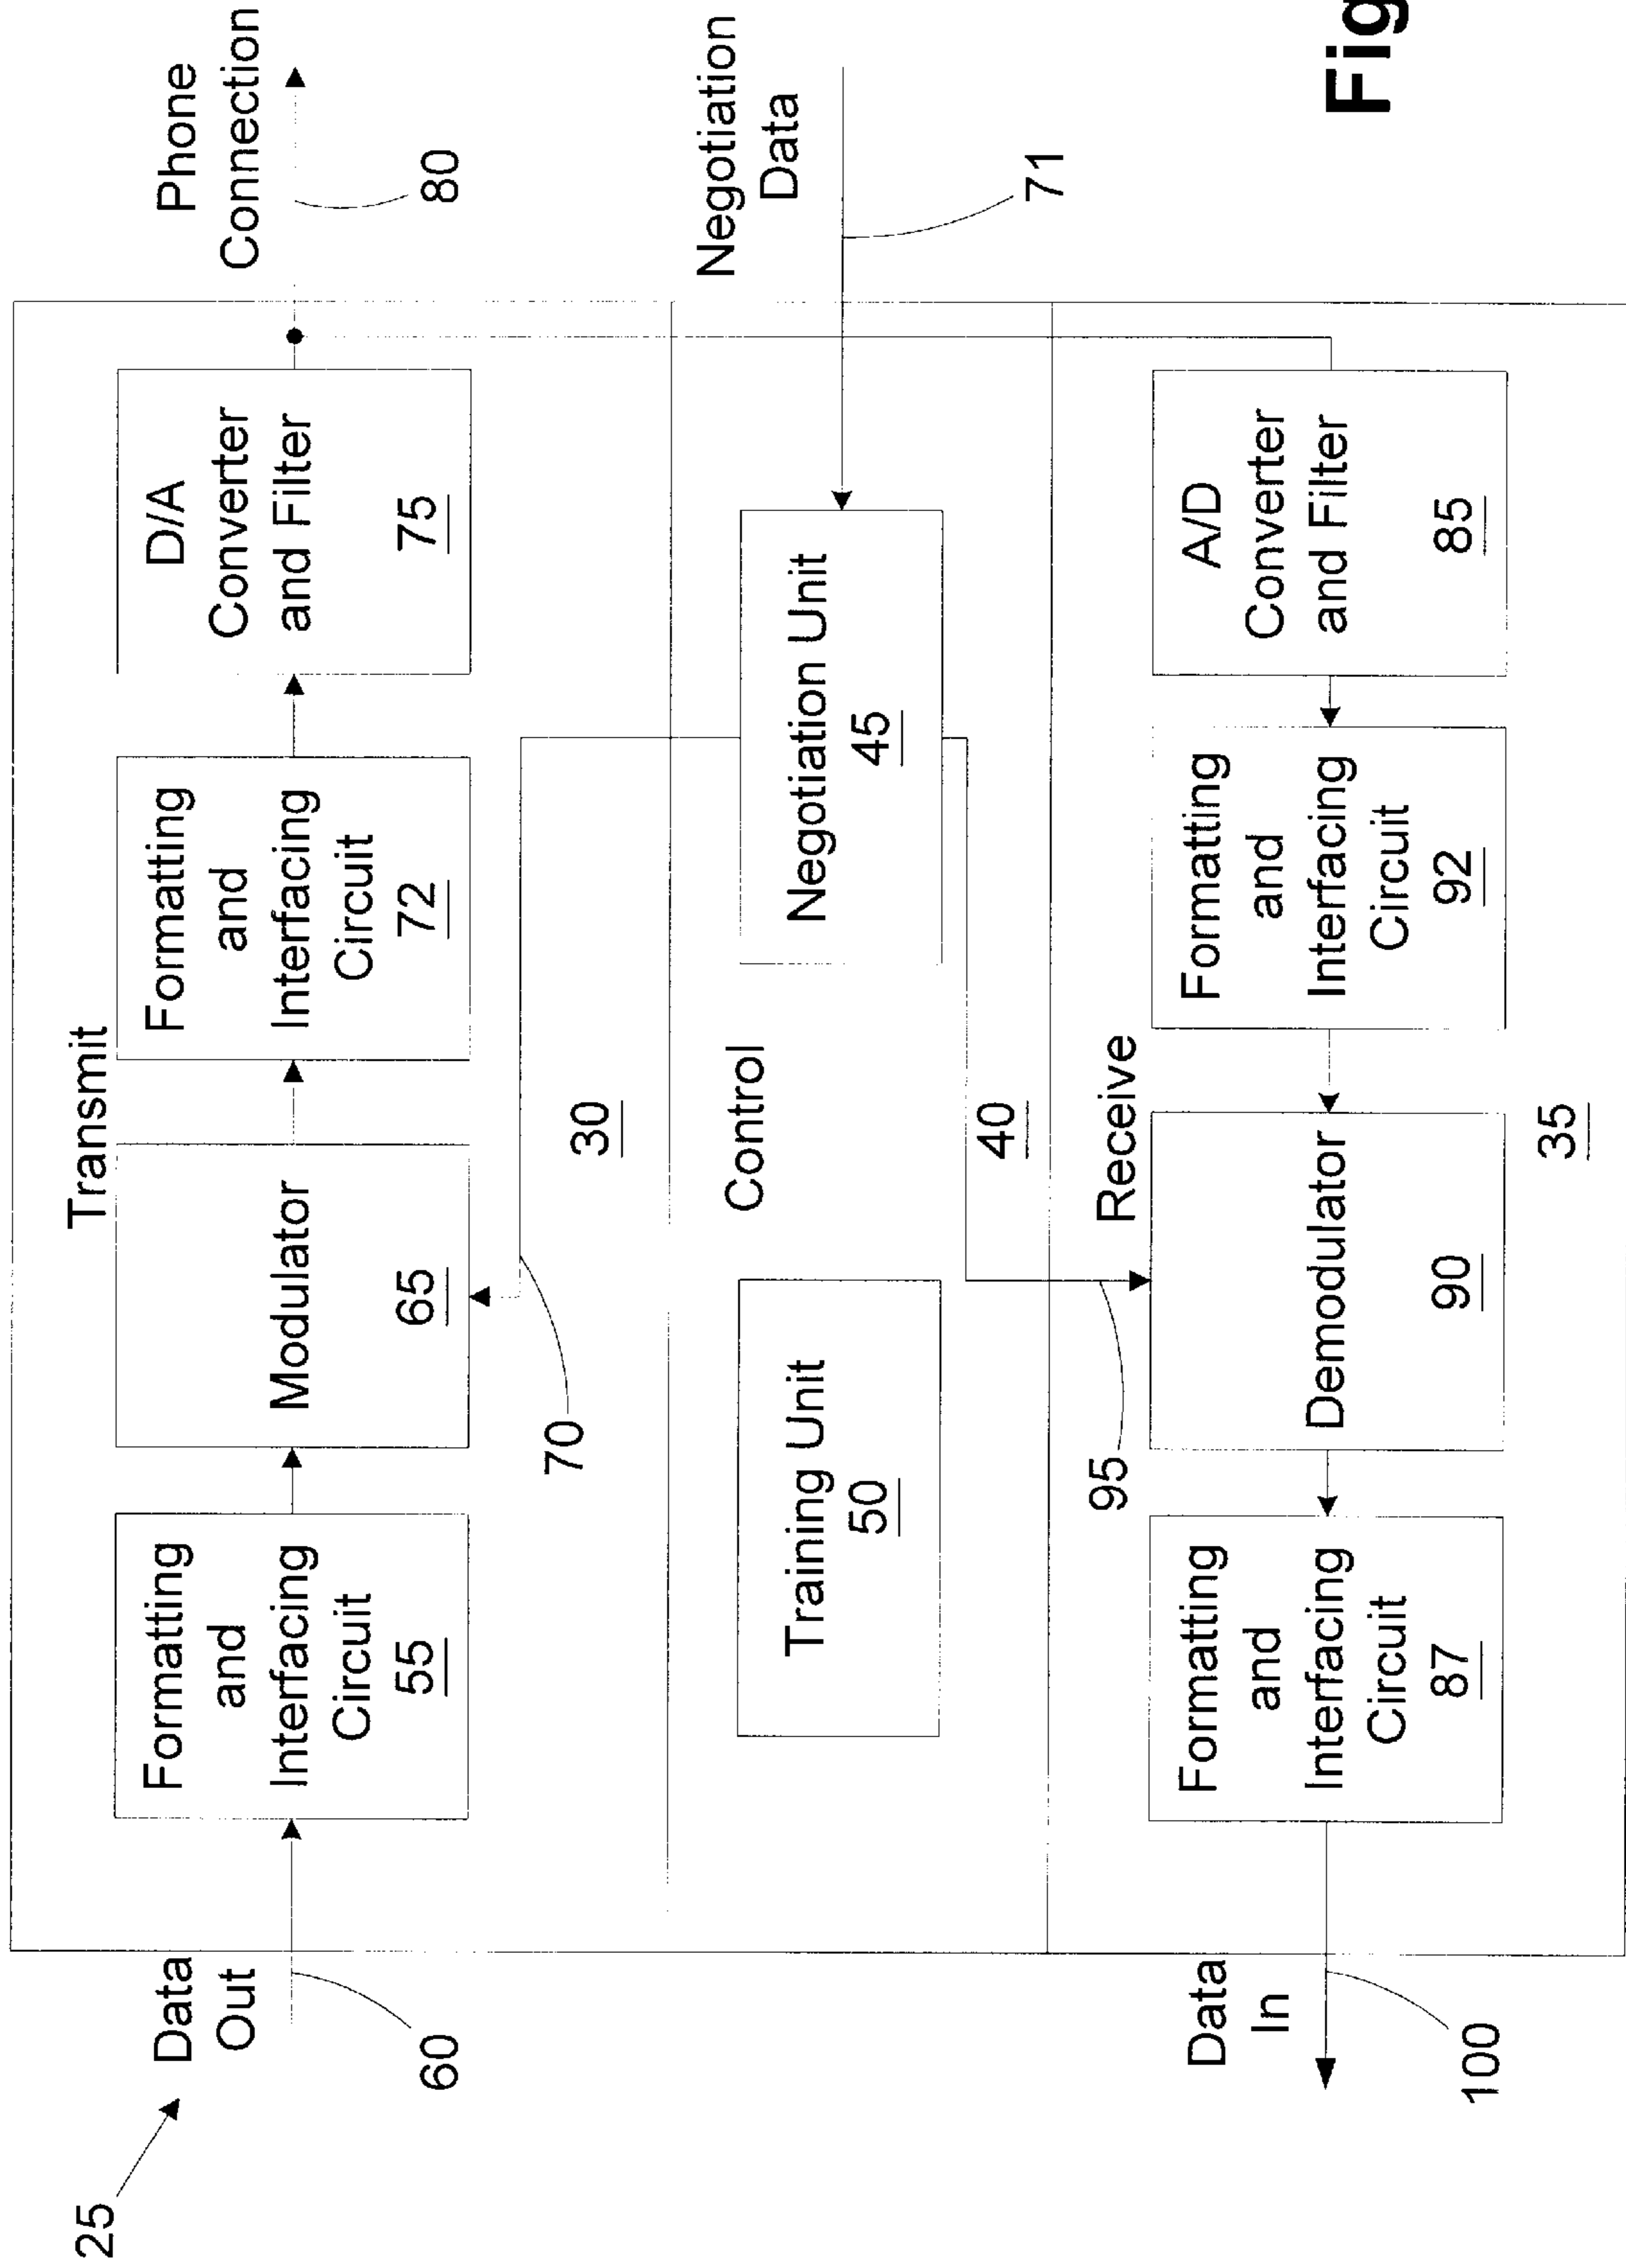 25
Data
Out
60
Transmit
Formatting
and
Interfacing
Circuit
55
Modulator
65
Formatting
and
Interfacing
Circuit
72
D/A
Converter
and Filter
75
Phone
Connection
80
70
30
Control
Training Unit
50
Negotiation Unit
45
Negotiation
Data
71
40
95
Receive
Data
In
100
Formatting
and
Interfacing
Circuit
87
Demodulator
90
Formatting
and
Interfacing
Circuit
92
A/D
Converter
and Filter
85
35
Fig